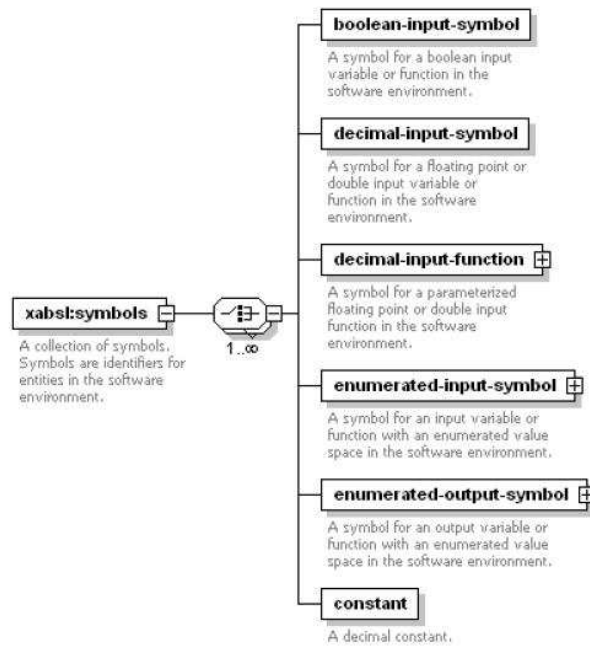 boolean-input-symbol
A symbol for a boolean input
variable or function in the
software environment.
decimal-input-symbol
A symbol for a floating point or
double input variable or
function in the software
environment.
decimal-input-function
A symbol for a parameterized
floating point or double input
function in the software
environment.
xabsl:symbols
A collection of symbols.
Symbols are identifiers for
entities in the software
environment.
1..∞
enumerated-input-symbol
A symbol for an input variable or
function with an enumerated value
space in the software environment.
enumerated-output-symbol
A symbol for an output variable or
function with an enumerated value
space in the software environment.
constant
A decimal constant.